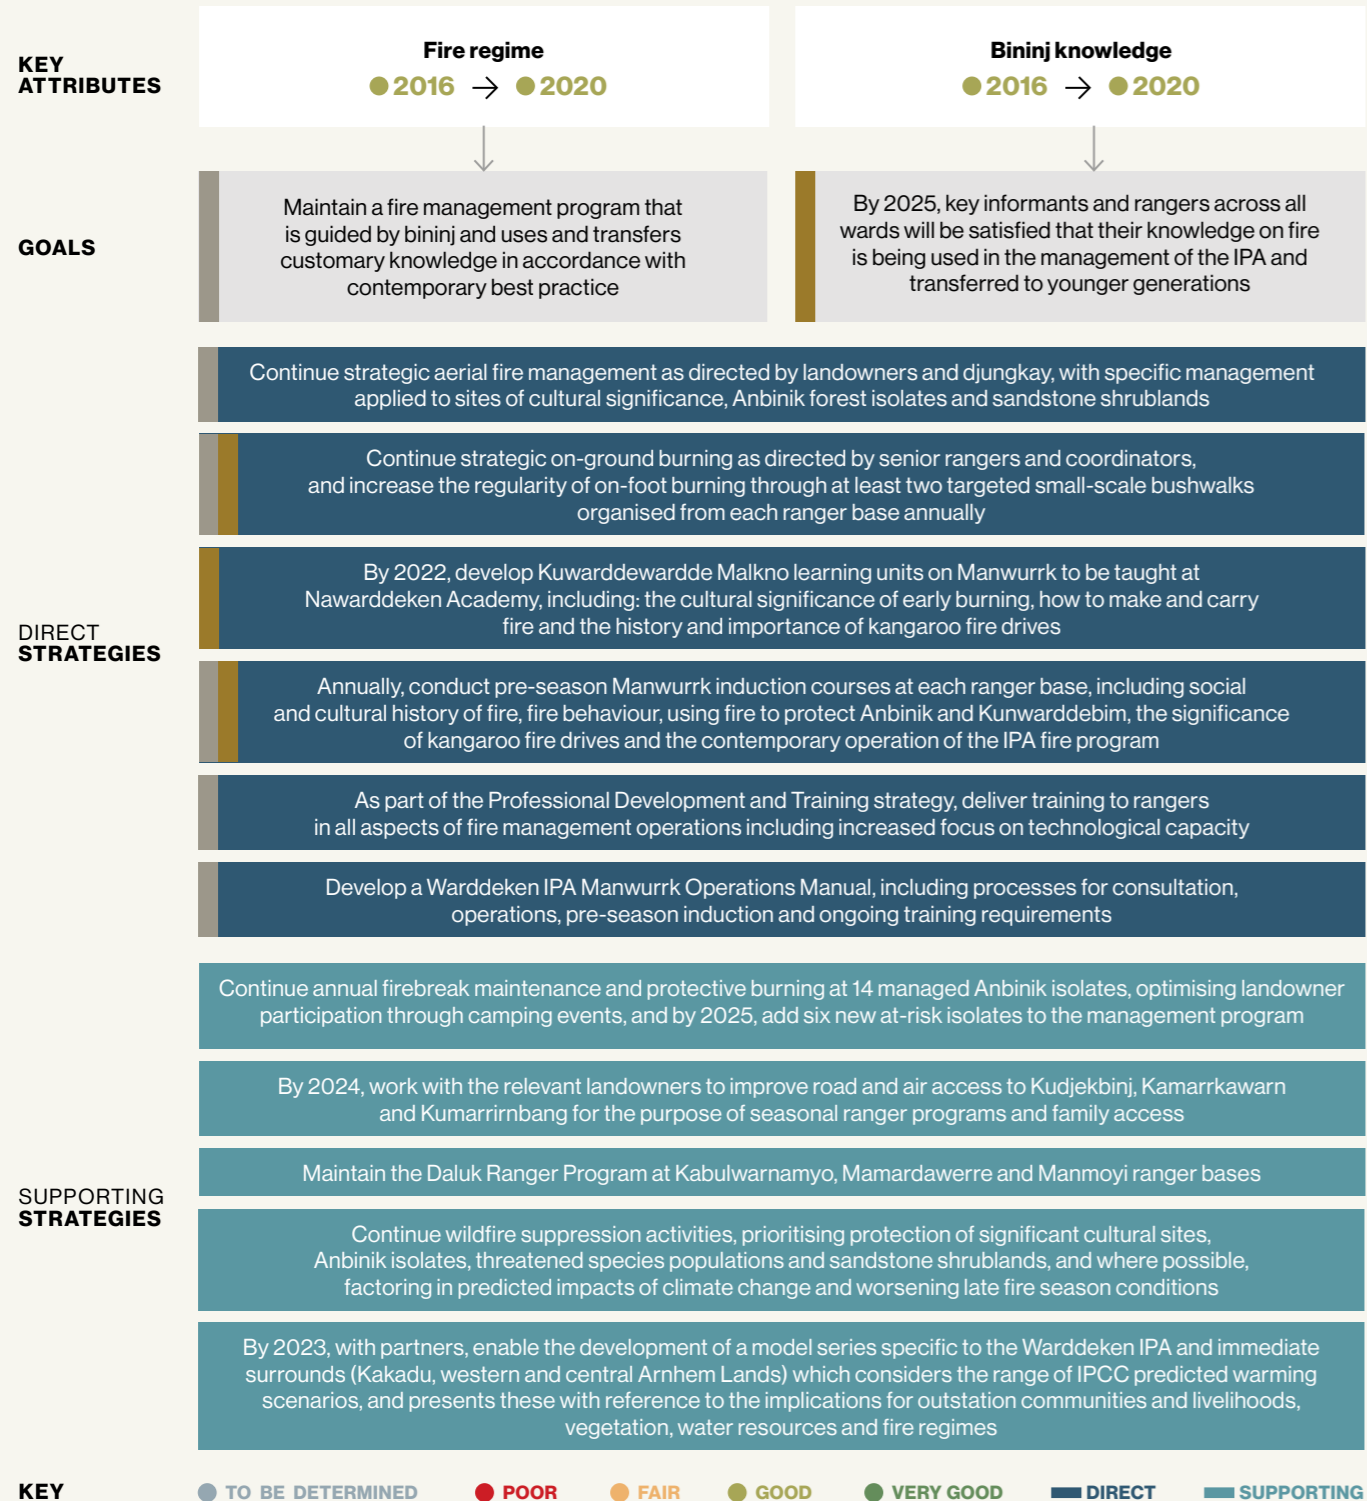 KEY
ATTRIBUTES
Fire regime
2016 → 2020
Bininj knowledge
2016 → 2020
GOALS
Maintain a fire management program that
is guided by bininj and uses and transfers
customary knowledge in accordance with
contemporary best practice
By 2025, key informants and rangers across all
wards will be satisfied that their knowledge on fire
is being used in the management of the IPA and
transferred to younger generations
DIRECT
STRATEGIES
Continue strategic aerial fire management as directed by landowners and djungkay, with specific management
applied to sites of cultural significance, Anbinik forest isolates and sandstone shrublands
Continue strategic on-ground burning as directed by senior rangers and coordinators,
and increase the regularity of on-foot burning through at least two targeted small-scale bushwalks
organised from each ranger base annually
By 2022, develop Kuwarddewardde Malkno learning units on Manwurrk to be taught at
Nawarddeken Academy, including: the cultural significance of early burning, how to make and carry
fire and the history and importance of kangaroo fire drives
Annually, conduct pre-season Manwurrk induction courses at each ranger base, including social
and cultural history of fire, fire behaviour, using fire to protect Anbinik and Kunwarddebim, the significance
of kangaroo fire drives and the contemporary operation of the IPA fire program
As part of the Professional Development and Training strategy, deliver training to rangers
in all aspects of fire management operations including increased focus on technological capacity
Develop a Warddeken IPA Manwurrk Operations Manual, including processes for consultation,
operations, pre-season induction and ongoing training requirements
SUPPORTING
STRATEGIES
Continue annual firebreak maintenance and protective burning at 14 managed Anbinik isolates, optimising landowner
participation through camping events, and by 2025, add six new at-risk isolates to the management program
By 2024, work with the relevant landowners to improve road and air access to Kudjekbinj, Kamarrkawarn
and Kumarrirnbang for the purpose of seasonal ranger programs and family access
Maintain the Daluk Ranger Program at Kabulwarnamyo, Mamardawerre and Manmoyi ranger bases
Continue wildfire suppression activities, prioritising protection of significant cultural sites,
Anbinik isolates, threatened species populations and sandstone shrublands, and where possible,
factoring in predicted impacts of climate change and worsening late fire season conditions
By 2023, with partners, enable the development of a model series specific to the Warddeken IPA and immediate
surrounds (Kakadu, western and central Arnhem Lands) which considers the range of IPCC predicted warming
scenarios, and presents these with reference to the implications for outstation communities and livelihoods,
vegetation, water resources and fire regimes
KEY
TO BE DETERMINED
POOR
FAIR
GOOD
VERY GOOD
DIRECT
SUPPORTING